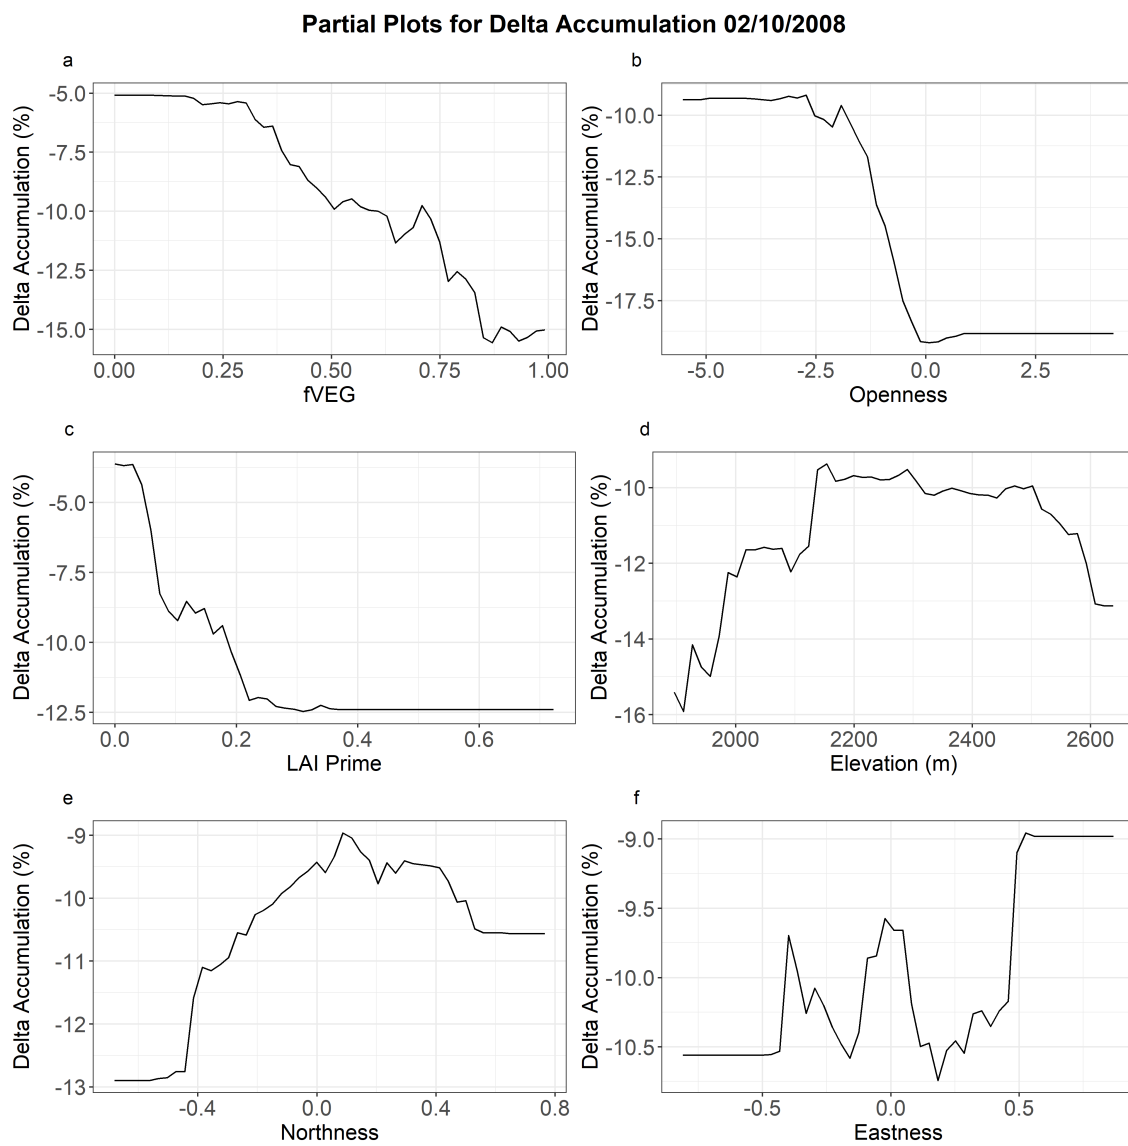 Partial Plots for Delta Accumulation 02/10/2008
a
Delta Accumulation (%)
-5.0
-7.5
-10.0
-12.5
-15.0
0.00 0.25 0.50 0.75 1.00
fVEG
b
Delta Accumulation (%)
-10.0
-12.5
-15.0
-17.5
-5.0 -2.5 0.0 2.5
Openness
c
Delta Accumulation (%)
-5.0
-7.5
-10.0
-12.5
0.0 0.2 0.4 0.6
LAI Prime
d
Delta Accumulation (%)
-10
-12
-14
-16
2000 2200 2400 2600
Elevation (m)
e
Delta Accumulation (%)
-9
-10
-11
-12
-13
-0.4 0.0 0.4 0.8
Northness
f
Delta Accumulation (%)
-9.0
-9.5
-10.0
-10.5
-0.5 0.0 0.5
Eastness